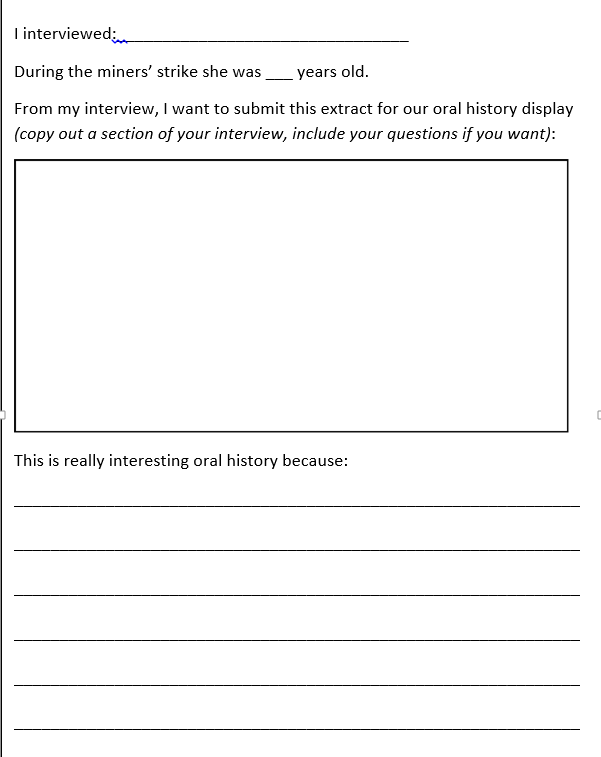 I interviewed:________________________________
During the miners’ strike she was ___ years old.
From my interview, I want to submit this extract for our oral history display
(copy out a section of your interview, include your questions if you want):
This is really interesting oral history because: